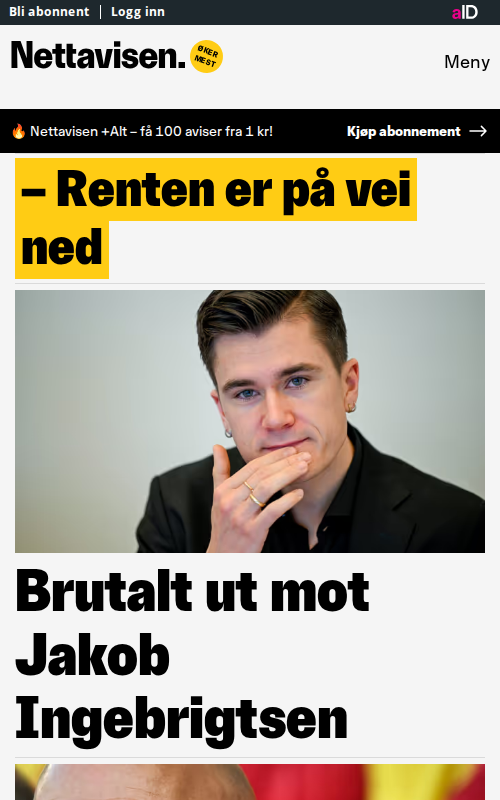 Bli abonnent
Logg inn
aID
Nettavisen.
ØKER
MEST
Meny
🔥 Nettavisen +Alt – få 100 aviser fra 1 kr!
Kjøp abonnement →
– Renten er på vei
ned
Brutalt ut mot
Jakob
Ingebrigtsen